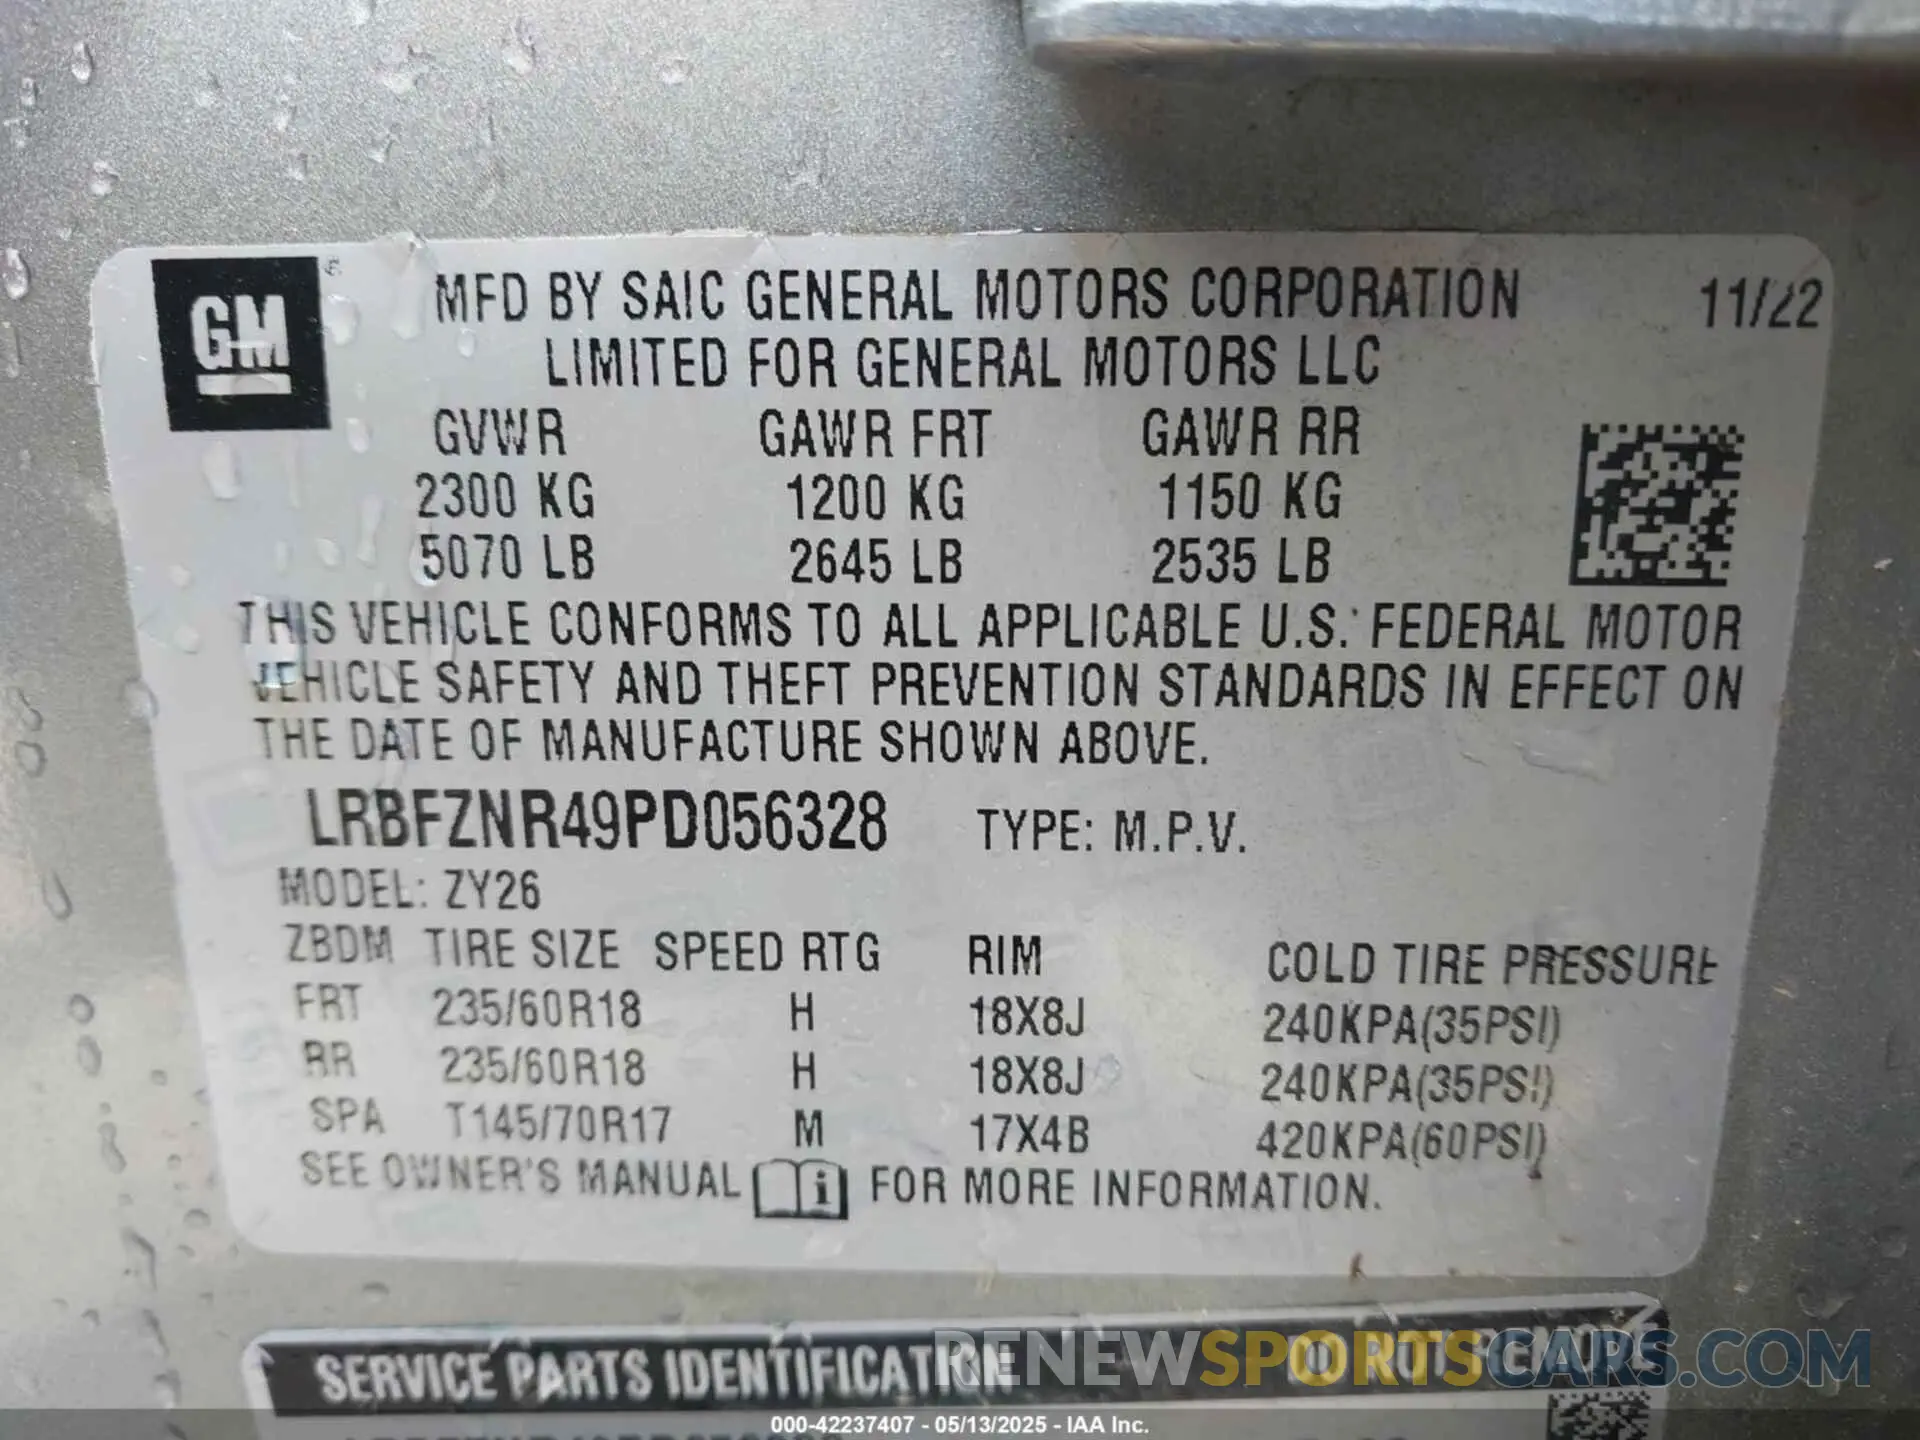 GM
MFD BY SAIC GENERAL MOTORS CORPORATION 11/22
LIMITED FOR GENERAL MOTORS LLC
GVWR GAWR FRT GAWR RR
2300 KG 1200 KG 1150 KG
5070 LB 2645 LB 2535 LB
THIS VEHICLE CONFORMS TO ALL APPLICABLE U.S. FEDERAL MOTOR
VEHICLE SAFETY AND THEFT PREVENTION STANDARDS IN EFFECT ON
THE DATE OF MANUFACTURE SHOWN ABOVE.
LRBFZNR49PD056328 TYPE: M.P.V.
MODEL: ZY26
ZBDM TIRE SIZE SPEED RTG RIM COLD TIRE PRESSURE
FRT 235/60R18 H 18X8J 240KPA(35PSI)
RR 235/60R18 H 18X8J 240KPA(35PSI)
SPA T145/70R17 M 17X4B 420KPA(60PSI)
SEE OWNER'S MANUAL i FOR MORE INFORMATION.
SERVICE PARTS IDENTIFICATION DO NOT REMOVE
RENEWSPORTSCARS.COM
000-42237407 - 05/13/2025 - IAA Inc.